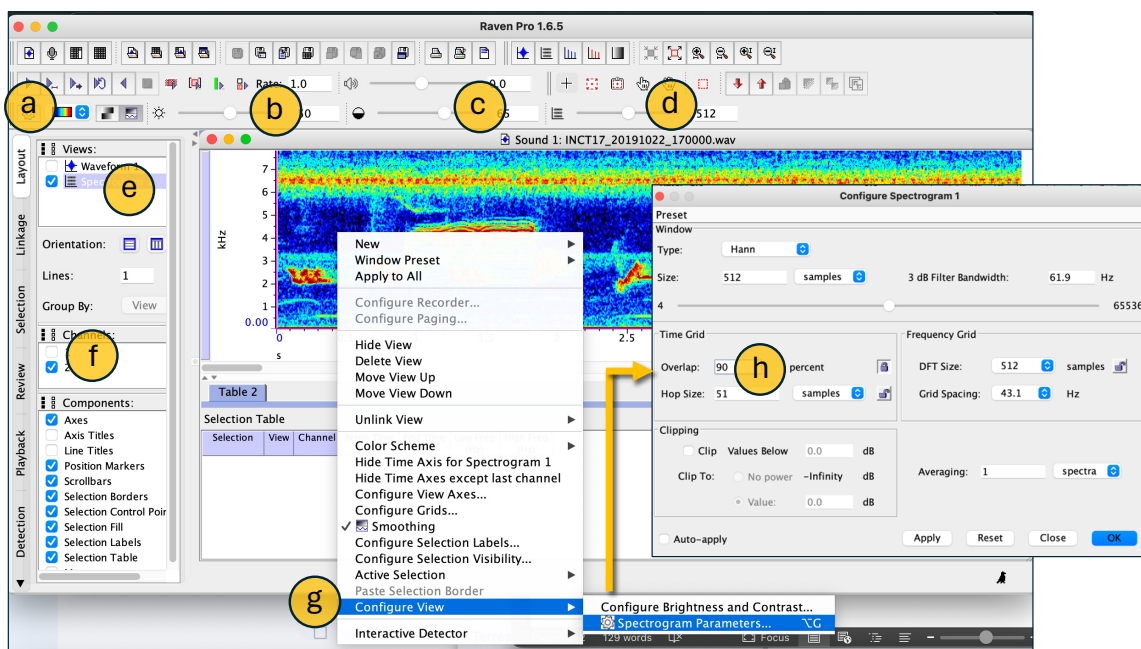 Raven Pro 1.6.5
Rate: 1.0
0.0
a
b
c
65
d
512
Sound 1: INCT17_20191022_170000.wav
Layout
Linkage
Selection
Review
Playback
Detection
Views:
Waveform 1
e
Orientation:
Lines: 1
Group By: View
Channels:
f
2
Components:
Axes
Axis Titles
Line Titles
Position Markers
Scrollbars
Selection Borders
Selection Control Poir
Selection Fill
Selection Labels
Selection Table
kHz
7
6
5
4
3
2
1
0.00
0
2.5
s
Table 2
Selection Table
Selection View Channel
New
Window Preset
Apply to All
Configure Recorder...
Configure Paging...
Hide View
Delete View
Move View Up
Move View Down
Unlink View
Color Scheme
Hide Time Axis for Spectrogram 1
Hide Time Axes except last channel
Configure View Axes...
Configure Grids...
✓ Smoothing
Configure Selection Labels...
Configure Selection Visibility...
Active Selection
Paste Selection Border
g
Configure View
Interactive Detector
Configure Brightness and Contrast...
Spectrogram Parameters... ⌥G
129 words
Focus
Configure Spectrogram 1
Preset
Window
Type: Hann
Size: 512 samples 3 dB Filter Bandwidth: 61.9 Hz
4 65536
Time Grid
Overlap: 90 h percent
Hop Size: 51 samples
Frequency Grid
DFT Size: 512 samples
Grid Spacing: 43.1 Hz
Clipping
Clip Values Below 0.0 dB
Clip To: No power -Infinity dB
Value: 0.0 dB
Averaging: 1 spectra
Auto-apply
Apply Reset Close OK